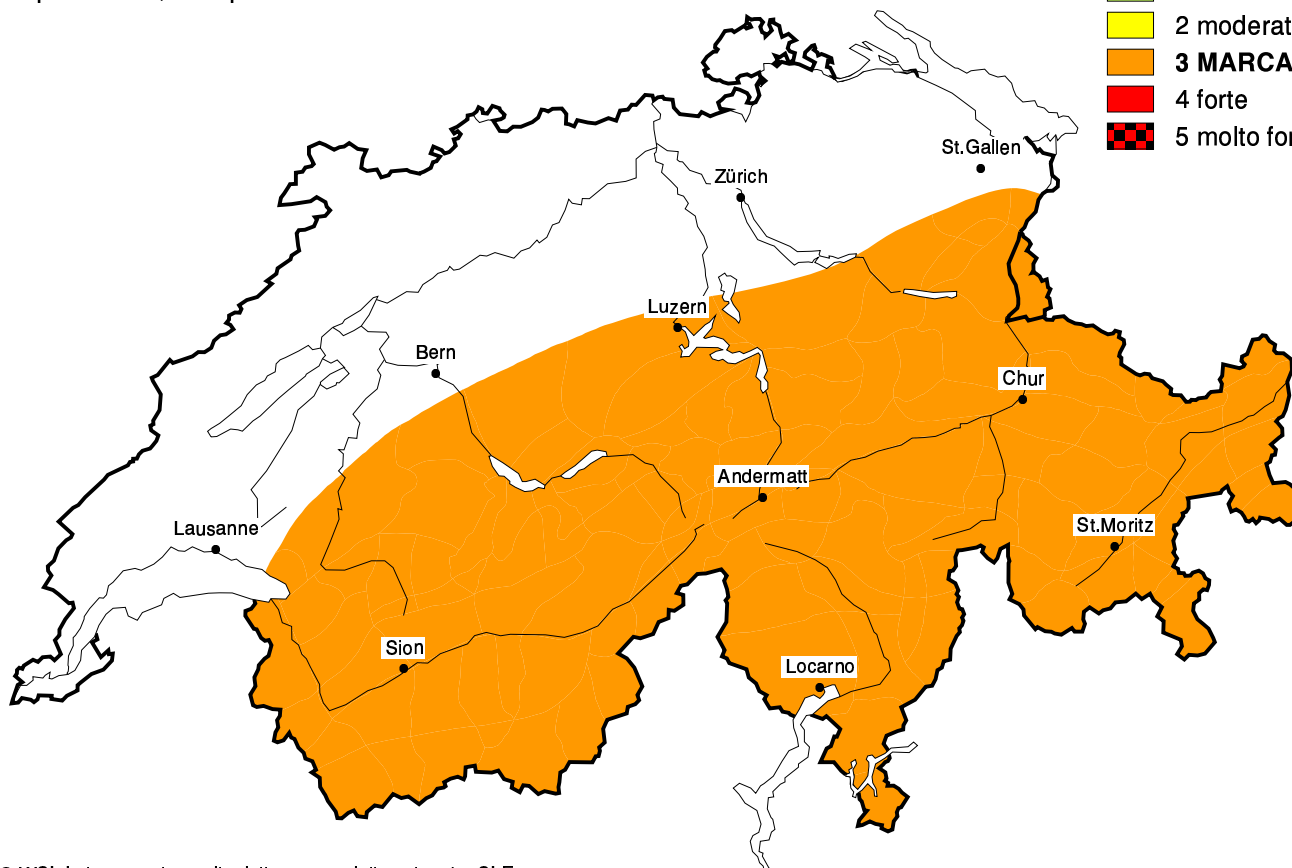 2 moderat
3 MARCA
4 forte
5 molto for
St.Gallen
Zürich
Luzern
Bern
Chur
Andermatt
Lausanne
St.Moritz
Sion
Locarno